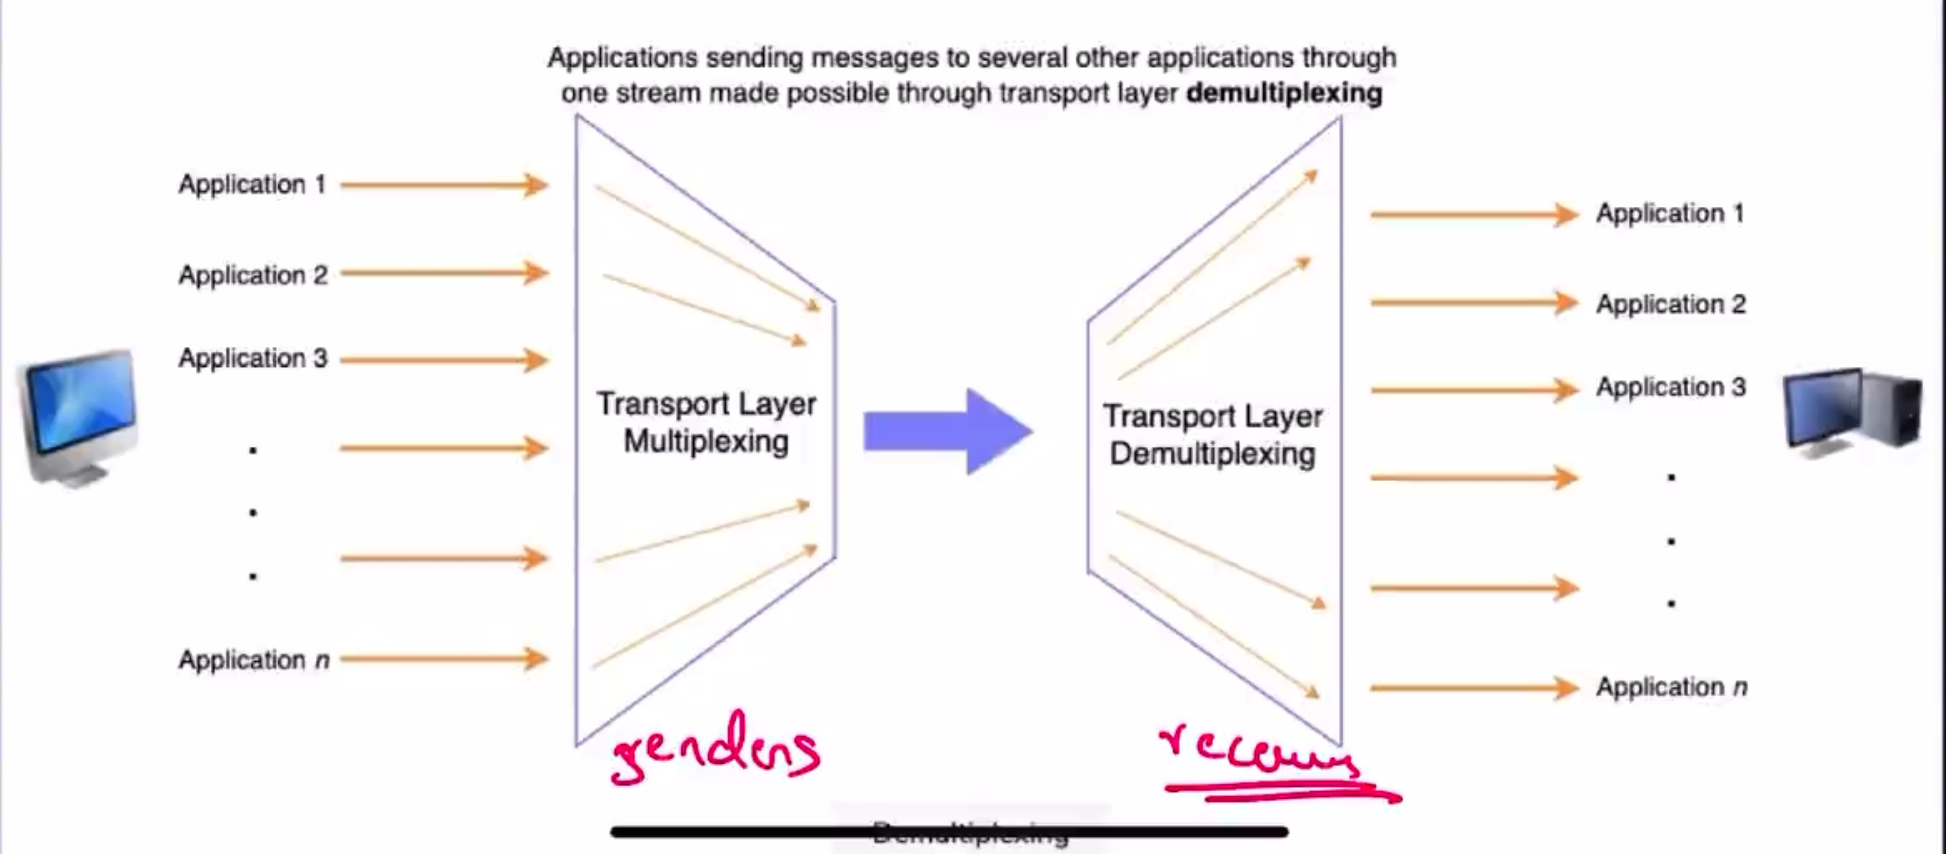 Applications sending messages to several other applications through
one stream made possible through transport layer demultiplexing
Application 1
Application 2
Application 3
.
.
.
Application n
Transport Layer
Multiplexing
Transport Layer
Demultiplexing
Application 1
Application 2
Application 3
.
.
.
Application n
senders
Demultiplexing